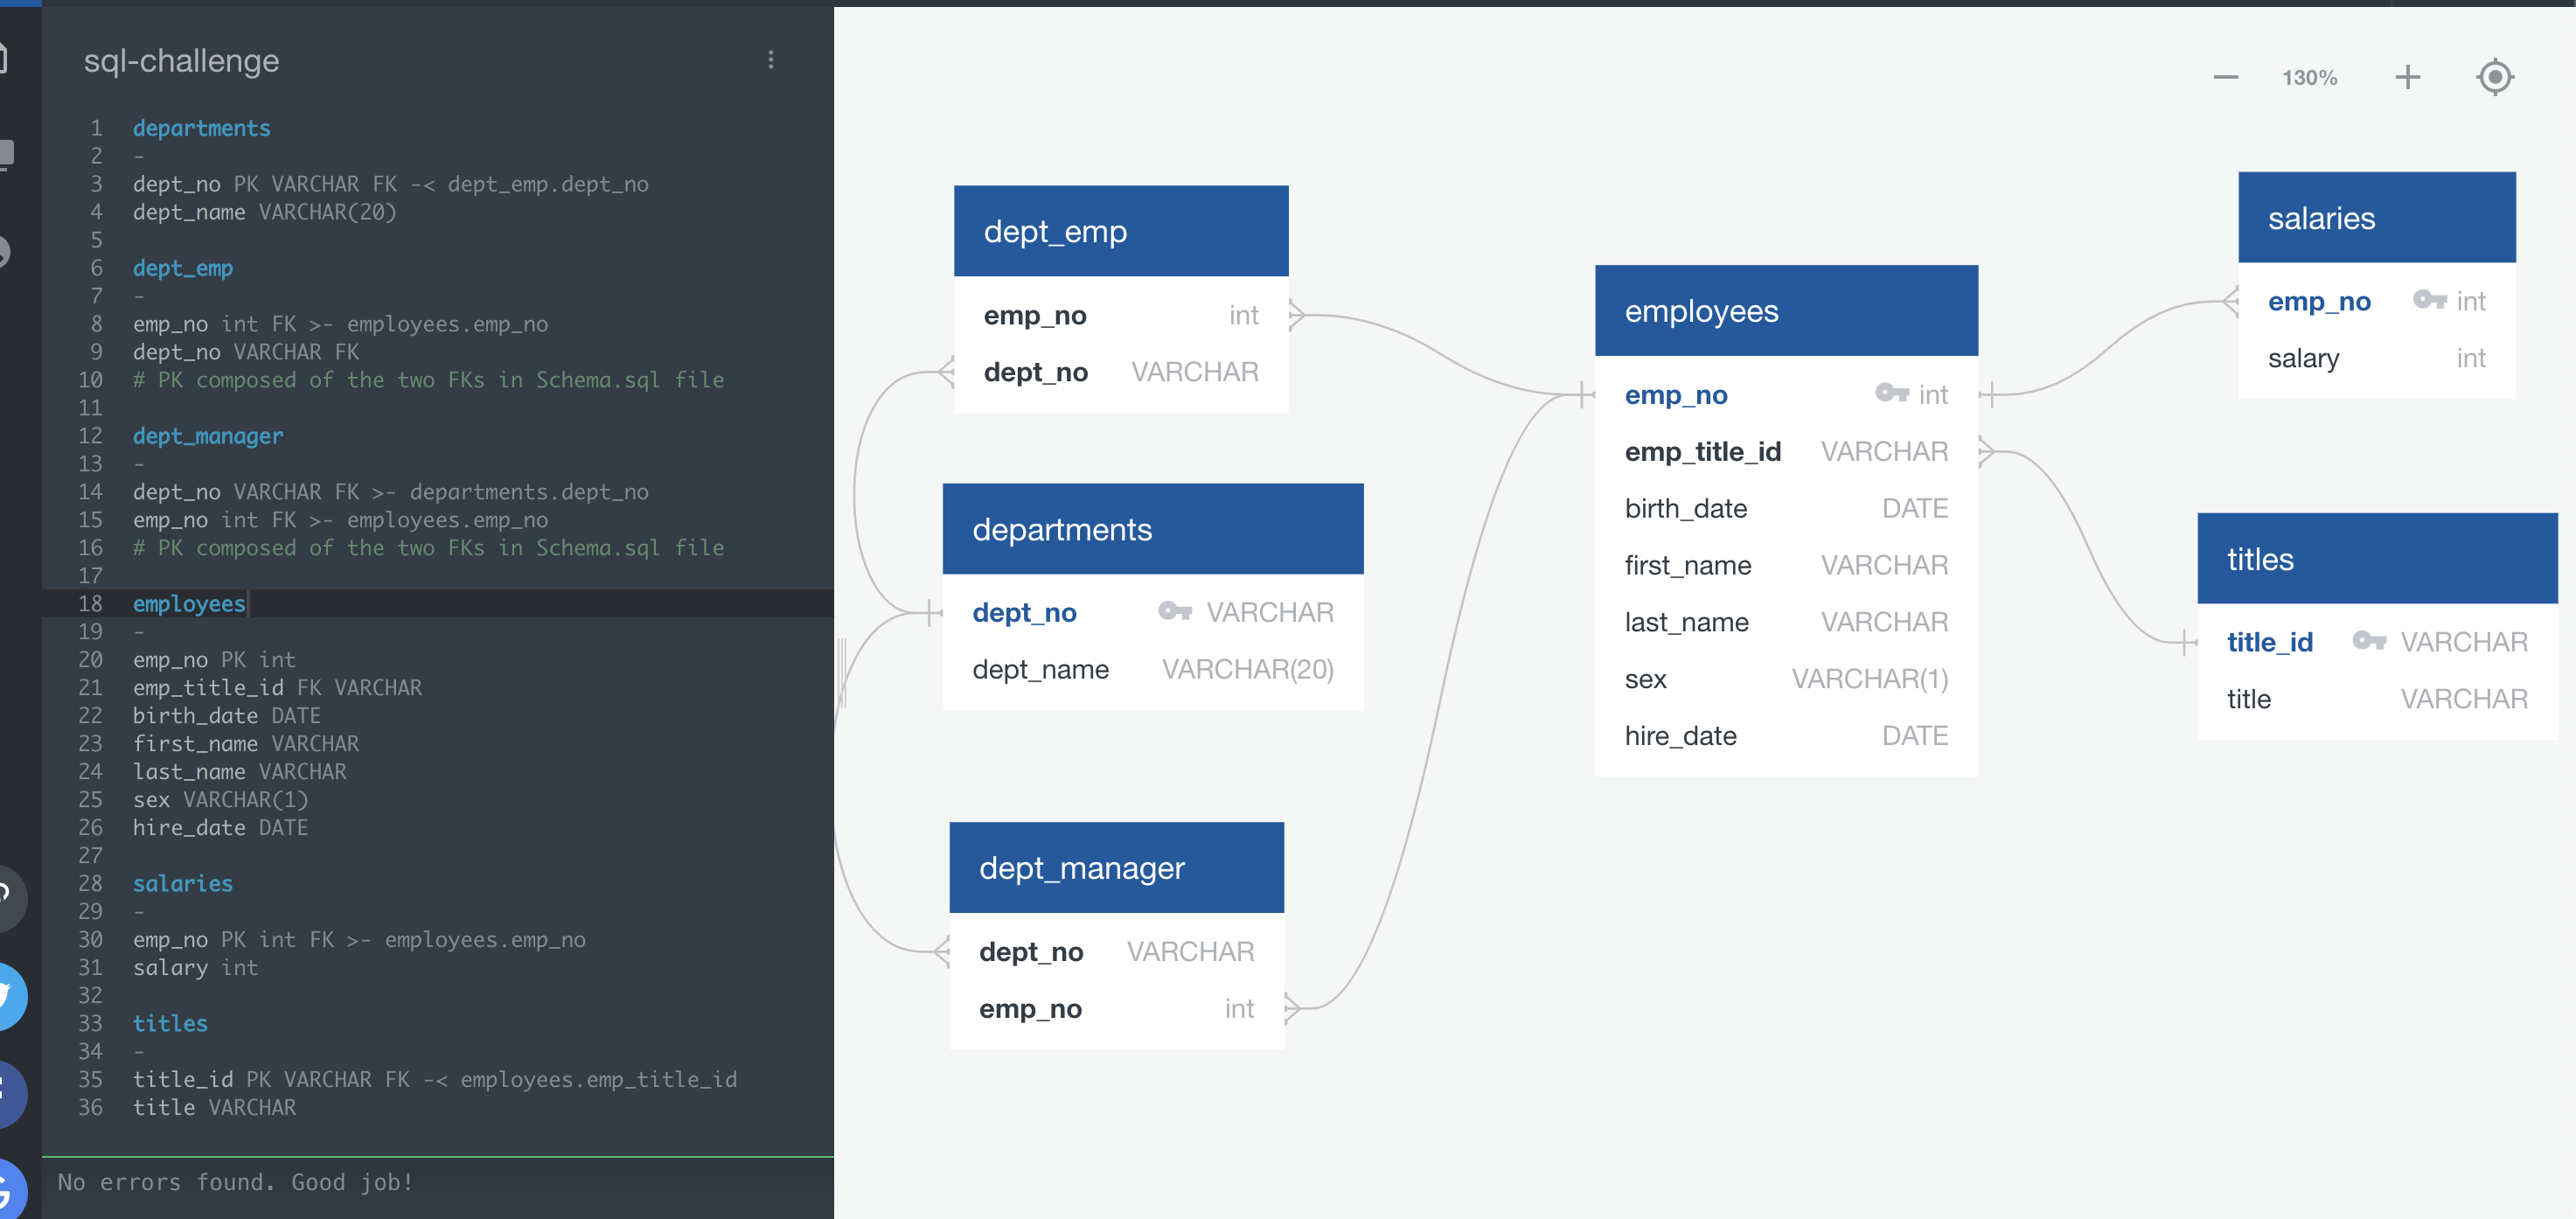 sql-challenge
1 departments
2 -
3 dept_no PK VARCHAR FK -< dept_emp.dept_no
4 dept_name VARCHAR(20)
5
6 dept_emp
7 -
8 emp_no int FK >- employees.emp_no
9 dept_no VARCHAR FK
10 # PK composed of the two FKs in Schema.sql file
11
12 dept_manager
13 -
14 dept_no VARCHAR FK >- departments.dept_no
15 emp_no int FK >- employees.emp_no
16 # PK composed of the two FKs in Schema.sql file
17
18 employees
19 -
20 emp_no PK int
21 emp_title_id FK VARCHAR
22 birth_date DATE
23 first_name VARCHAR
24 last_name VARCHAR
25 sex VARCHAR(1)
26 hire_date DATE
27
28 salaries
29 -
30 emp_no PK int FK >- employees.emp_no
31 salary int
32
33 titles
34 -
35 title_id PK VARCHAR FK -< employees.emp_title_id
36 title VARCHAR
No errors found. Good job!
130%
dept_emp
emp_no int
dept_no VARCHAR
departments
dept_no VARCHAR
dept_name VARCHAR(20)
dept_manager
dept_no VARCHAR
emp_no int
employees
emp_no int
emp_title_id VARCHAR
birth_date DATE
first_name VARCHAR
last_name VARCHAR
sex VARCHAR(1)
hire_date DATE
salaries
emp_no int
salary int
titles
title_id VARCHAR
title VARCHAR